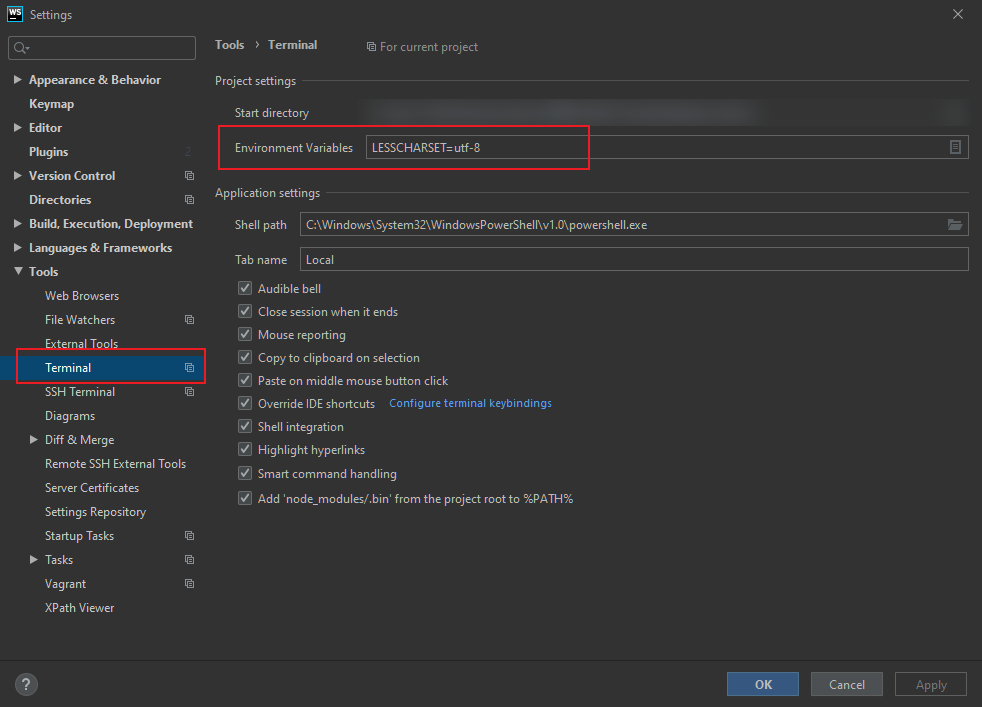 WS Settings
Tools › Terminal For current project
Appearance & Behavior
Keymap
Editor
Plugins 2
Version Control
Directories
Build, Execution, Deployment
Languages & Frameworks
Tools
Web Browsers
File Watchers
External Tools
Terminal
SSH Terminal
Diagrams
Diff & Merge
Remote SSH External Tools
Server Certificates
Settings Repository
Startup Tasks
Tasks
Vagrant
XPath Viewer
Project settings
Start directory
Environment Variables LESSCHARSET=utf-8
Application settings
Shell path C:\Windows\System32\WindowsPowerShell\v1.0\powershell.exe
Tab name Local
Audible bell
Close session when it ends
Mouse reporting
Copy to clipboard on selection
Paste on middle mouse button click
Override IDE shortcuts Configure terminal keybindings
Shell integration
Highlight hyperlinks
Smart command handling
Add 'node_modules/.bin' from the project root to %PATH%
? OK Cancel Apply